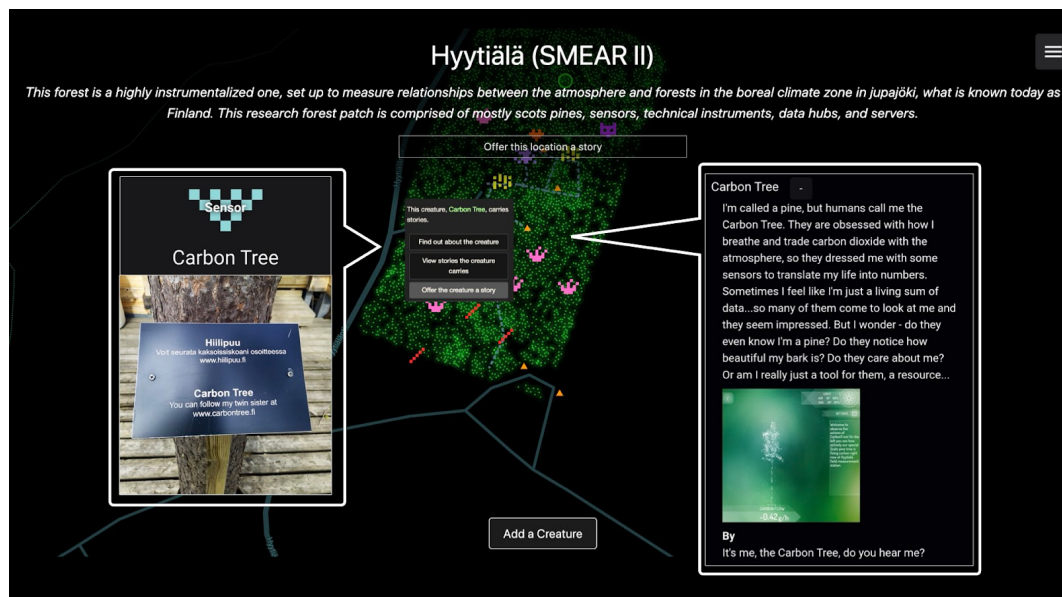 Hyytiälä (SMEAR II)
This forest is a highly instrumentalized one, set up to measure relationships between the atmosphere and forests in the boreal climate zone in jupajöki, what is known today as
Finland. This research forest patch is comprised of mostly scots pines, sensors, technical instruments, data hubs, and servers.
Offer this location a story
Sensor
Carbon Tree
Hiilipuu
Voit seurata kaksoissiskoani osoitteessa
www.hiilipuu.fi
Carbon Tree
You can follow my twin sister at
www.carbontree.fi
This creature, Carbon Tree, carries
stories.
Find out about the creature
View stories the creature
carries
Offer the creature a story
Carbon Tree -
I'm called a pine, but humans call me the
Carbon Tree. They are obsessed with how I
breathe and trade carbon dioxide with the
atmosphere, so they dressed me with some
sensors to translate my life into numbers.
Sometimes I feel like I'm just a living sum of
data...so many of them come to look at me and
they seem impressed. But I wonder - do they
even know I'm a pine? Do they notice how
beautiful my bark is? Do they care about me?
Or am I really just a tool for them, a resource...
-0.42 g/h
By
It's me, the Carbon Tree, do you hear me?
Add a Creature